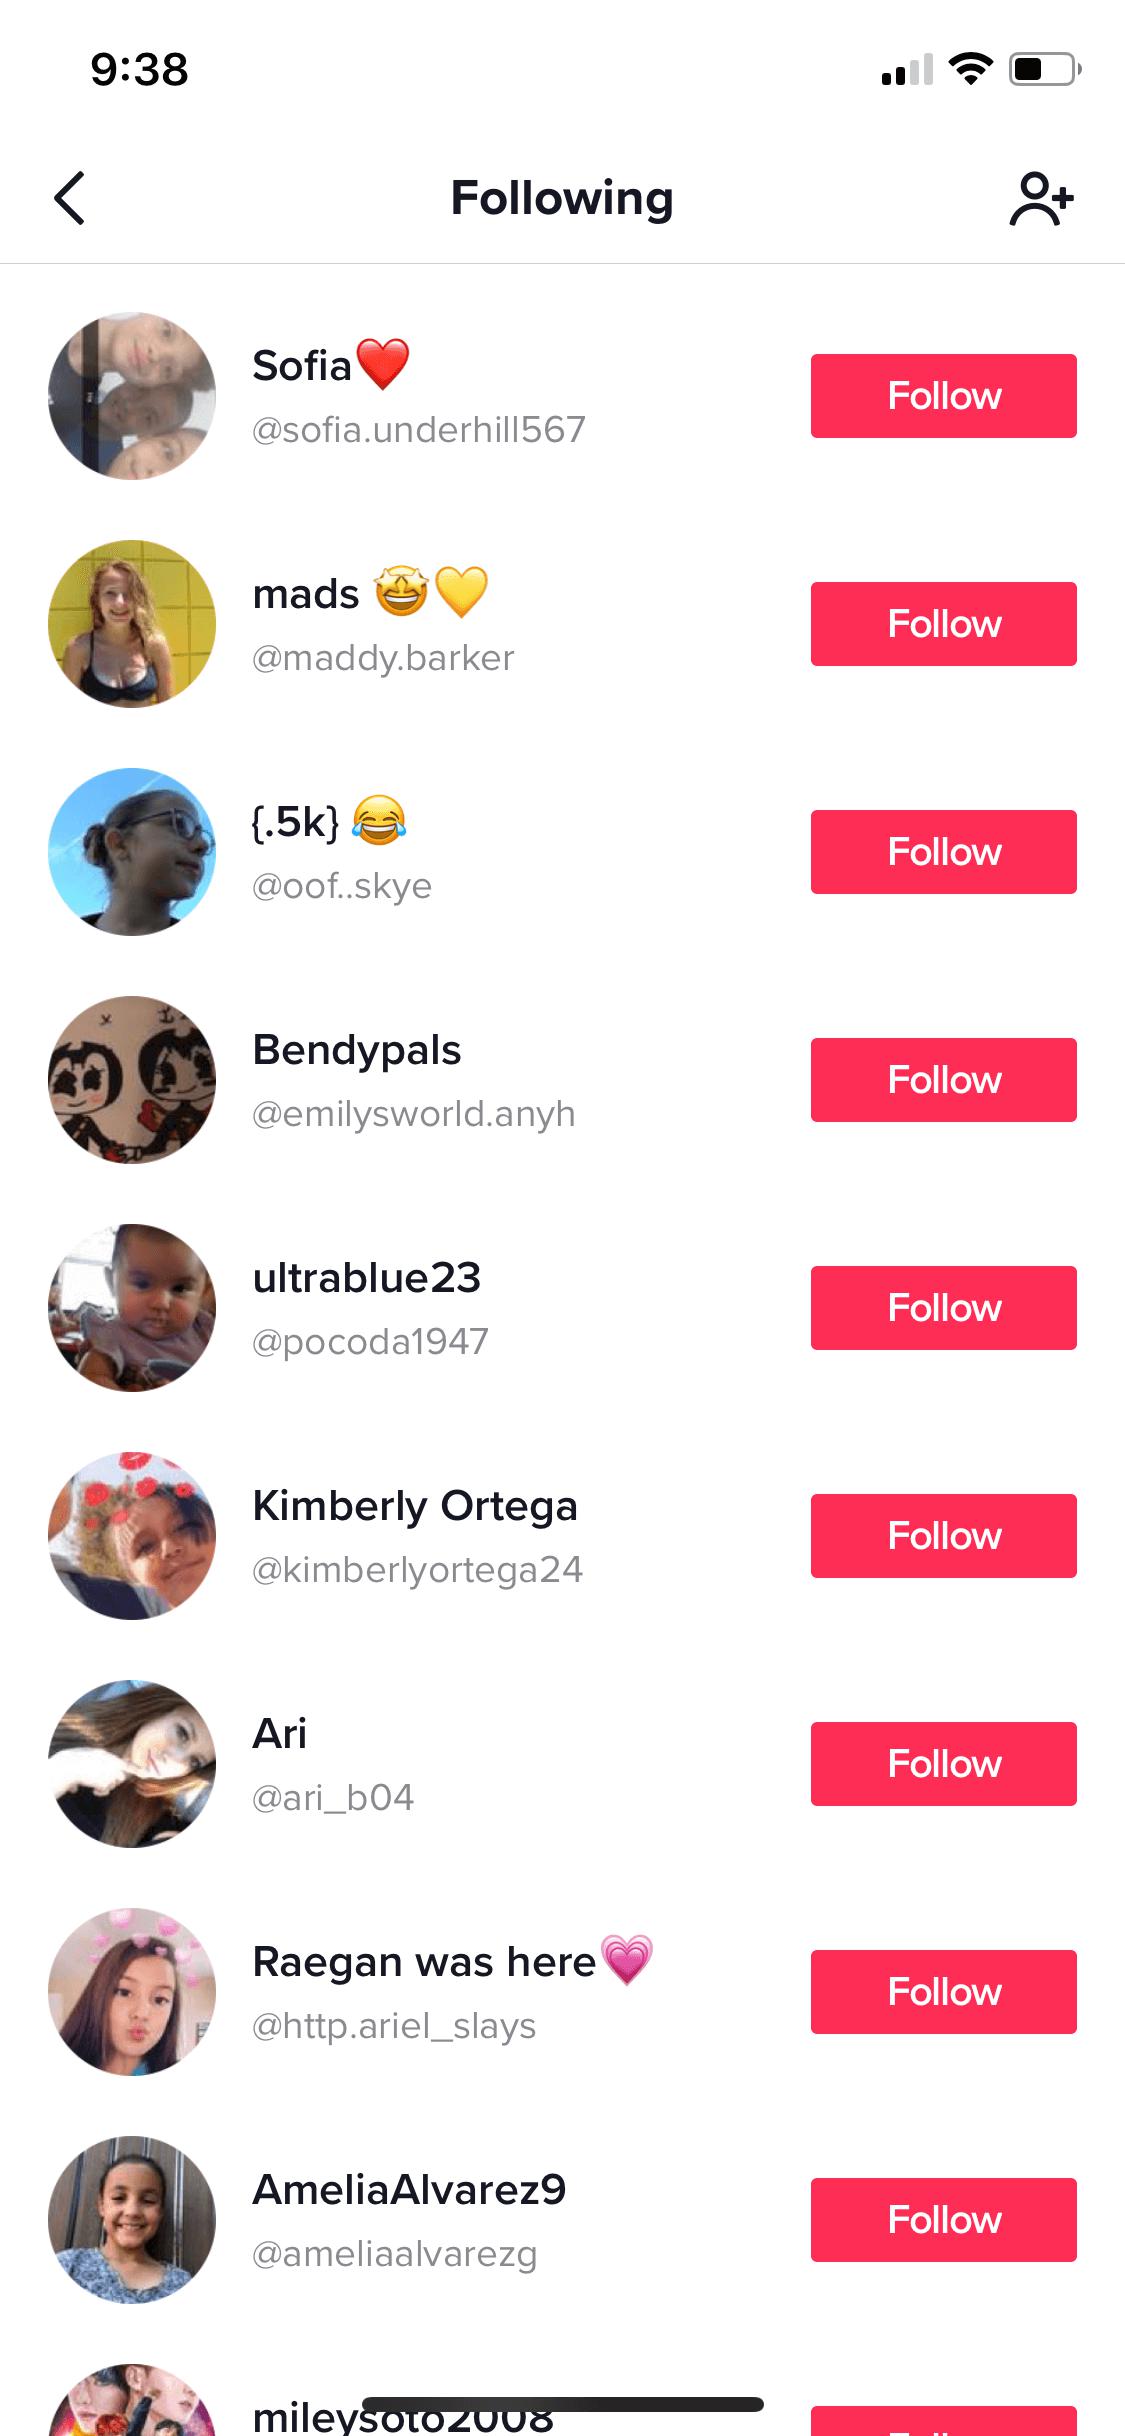 9:38
Following
Sofia❤️
@sofia.underhill567
Follow
mads 🤩💛
@maddy.barker
Follow
{.5k} 😂
@oof..skye
Follow
Bendypals
@emilysworld.anyh
Follow
ultrablue23
@pocoda1947
Follow
Kimberly Ortega
@kimberlyortega24
Follow
Ari
@ari_b04
Follow
Raegan was here💗
@http.ariel_slays
Follow
AmeliaAlvarez9
@ameliaalvarezg
Follow
mileysoto2008